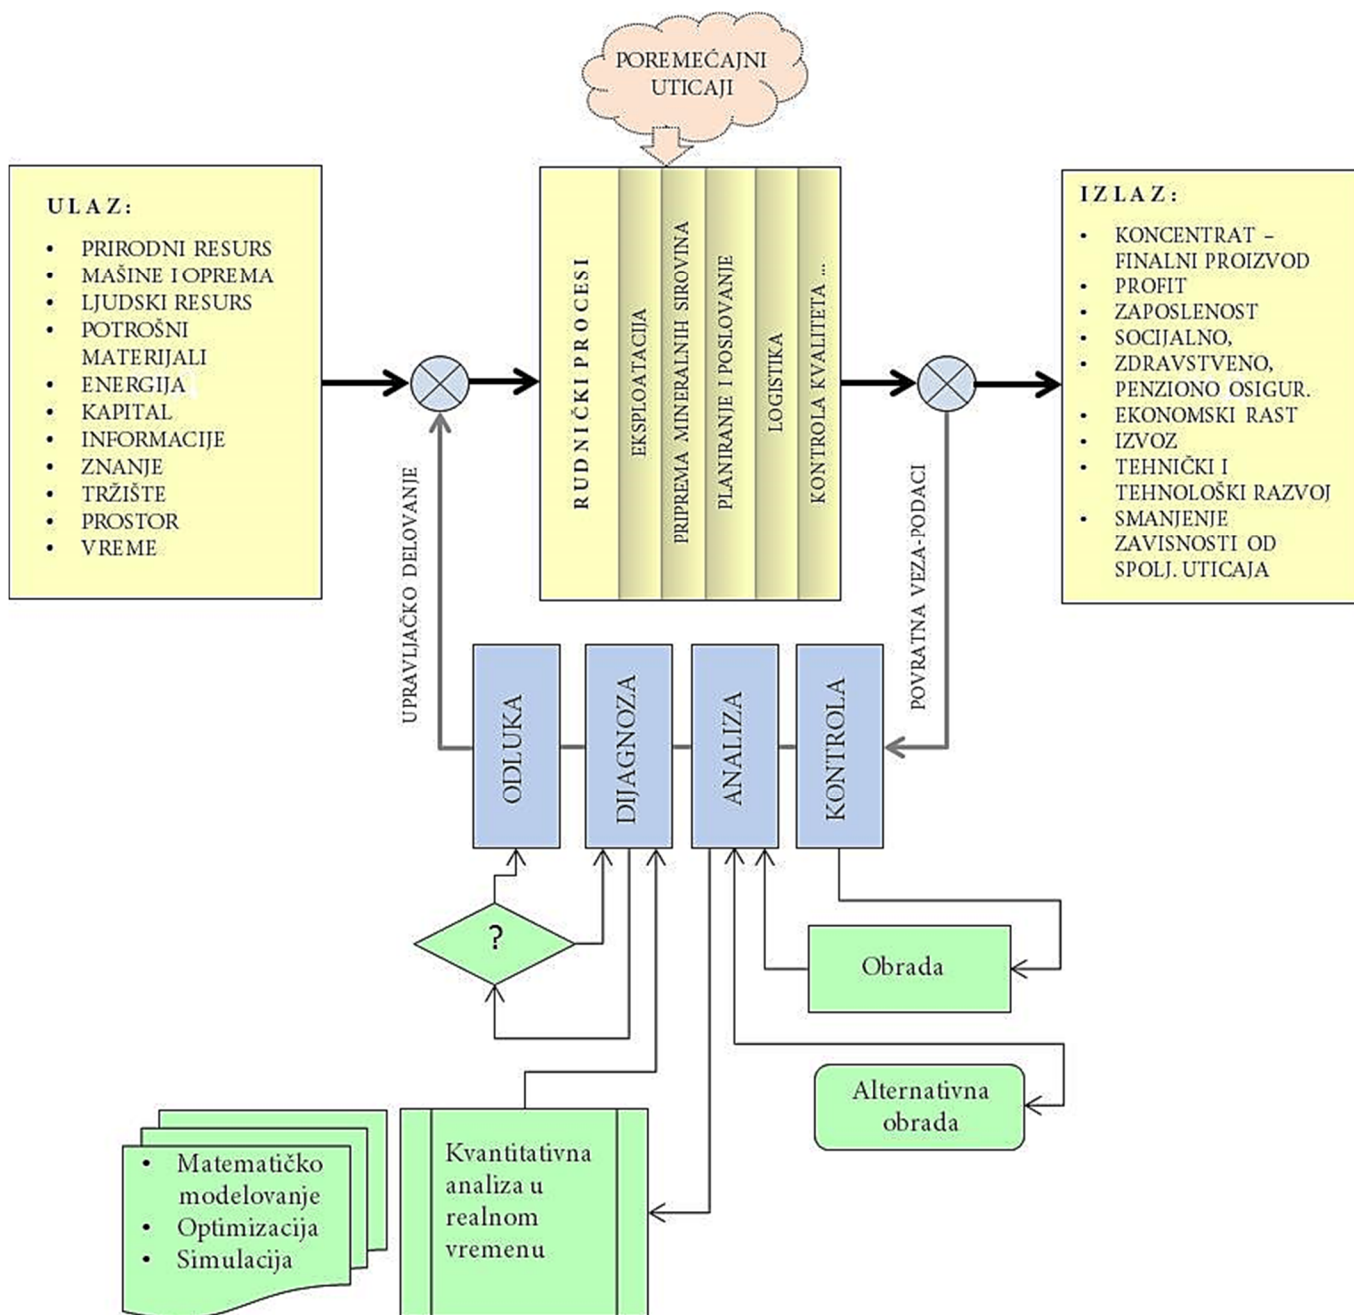 POREMEĆAJNI
UTICAJI
ULAZ:
• PRIRODNI RESURS
• MAŠINE I OPREMA
• LJUDSKI RESURS
• POTROŠNI
MATERIJALI
• ENERGIJA
• KAPITAL
• INFORMACIJE
• ZNANJE
• TRŽIŠTE
• PROSTOR
• VREME
RUDNIČKI PROCESI
EKSPLOATACIJA
PRIPREMA MINERALNIH SIROVINA
PLANIRANJE I POSLOVANJE
LOGISTIKA
KONTROLA KVALITETA ...
IZLAZ:
• KONCENTRAT –
FINALNI PROIZVOD
• PROFIT
• ZAPOSLENOST
• SOCIJALNO,
• ZDRAVSTVENO,
PENZIONO OSIGUR.
• EKONOMSKI RAST
• IZVOZ
• TEHNIČKI I
TEHNOLOŠKI RAZVOJ
• SMANJENJE
ZAVISNOSTI OD
SPOLJ. UTICAJA
UPRAVLJAČKO DELOVANJE
POVRATNA VEZA-PODACI
ODLUKA
DIJAGNOZA
ANALIZA
KONTROLA
?
Obrada
Alternativna
obrada
• Matematičko
modelovanje
• Optimizacija
• Simulacija
Kvantitativna
analiza u
realnom
vremenu